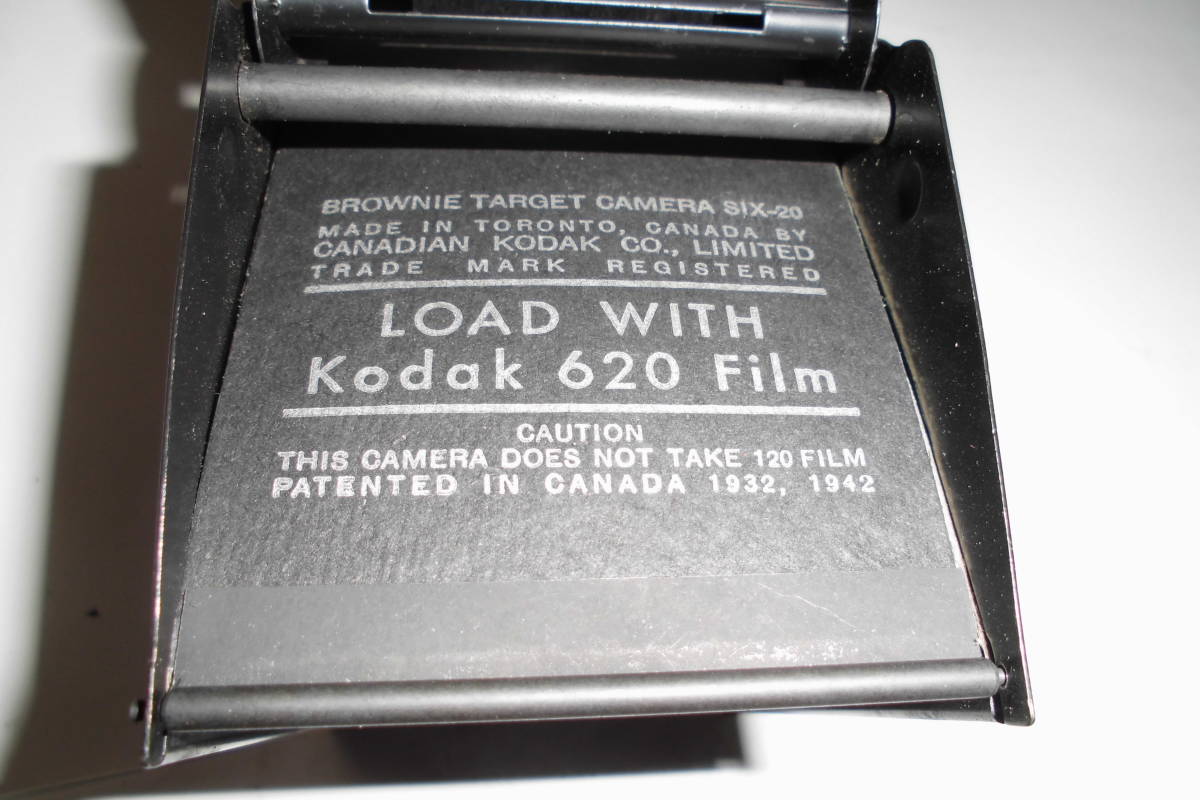 BROWNIE TARGET CAMERA SIX-20
MADE IN TORONTO, CANADA BY
CANADIAN KODAK CO., LIMITED
TRADE MARK REGISTERED
LOAD WITH
Kodak 620 Film
CAUTION
THIS CAMERA DOES NOT TAKE 120 FILM
PATENTED IN CANADA 1932, 1942